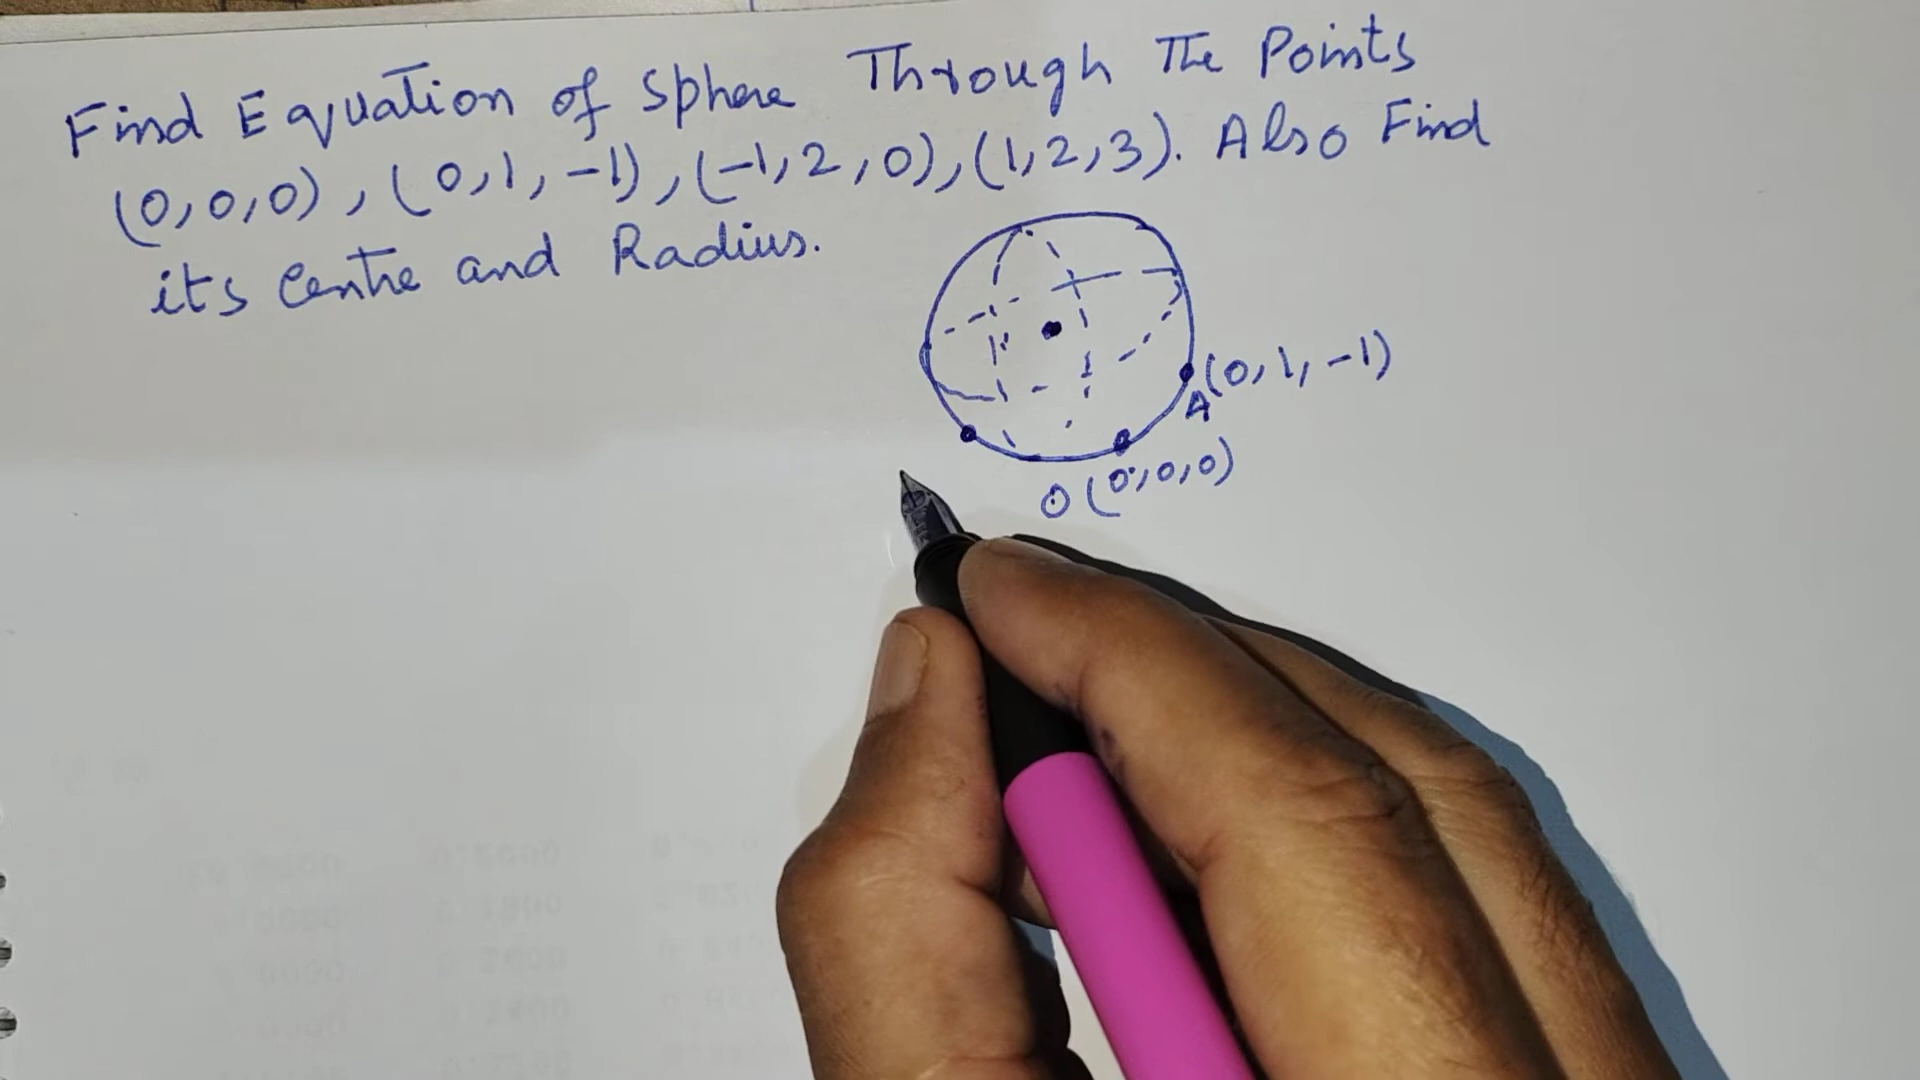 Find Equation of Sphere Through The Points
(0,0,0), (0,1,-1), (-1,2,0), (1,2,3). Also Find
its Centre and Radius.
(0,1,-1)
A
O (0,0,0)